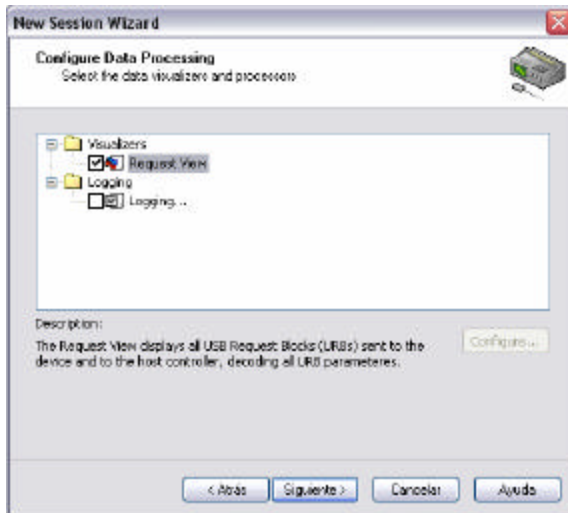 New Session Wizard
Configure Data Processing
Select the data visualizers and processors
Visualizers
Request View
Logging
Logging...
Description:
The Request View displays all USB Request Blocks (URBs) sent to the
device and to the host controller, decoding all URB parameteres.
Configure...
< Atrás
Siguiente >
Cancelar
Ayuda